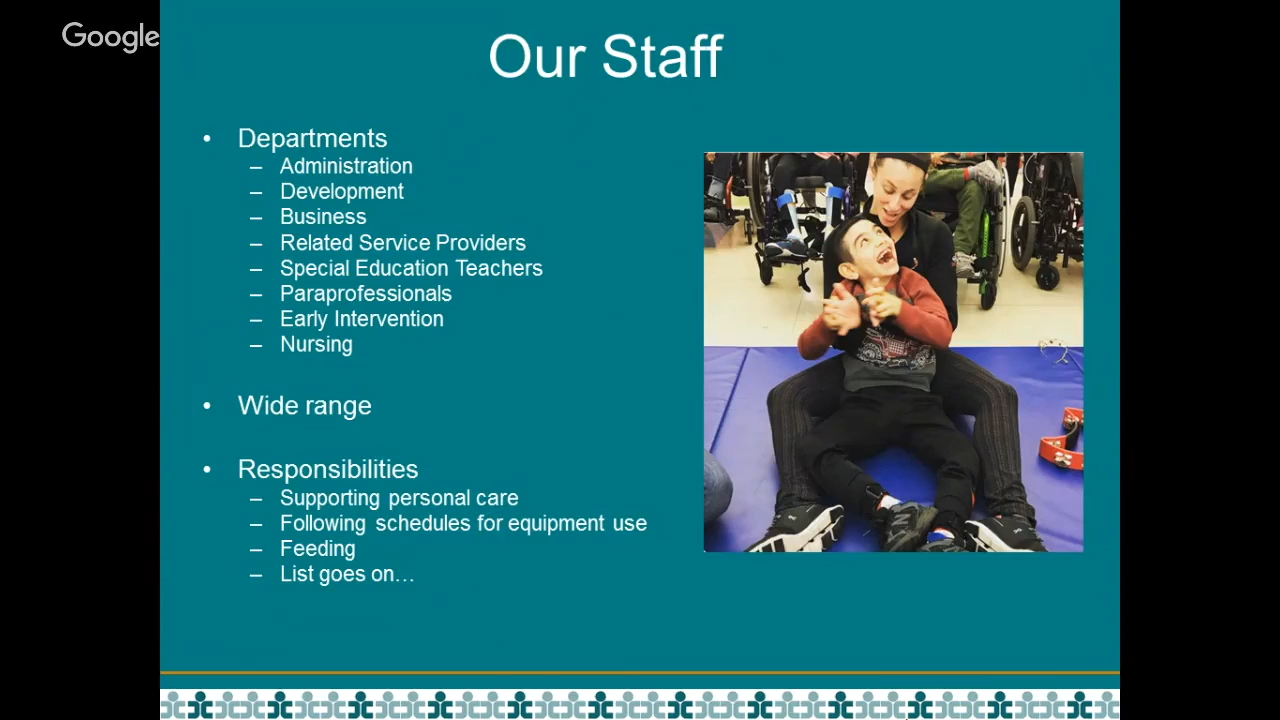 Google
Our Staff
• Departments
– Administration
– Development
– Business
– Related Service Providers
– Special Education Teachers
– Paraprofessionals
– Early Intervention
– Nursing
• Wide range
• Responsibilities
– Supporting personal care
– Following schedules for equipment use
– Feeding
– List goes on…